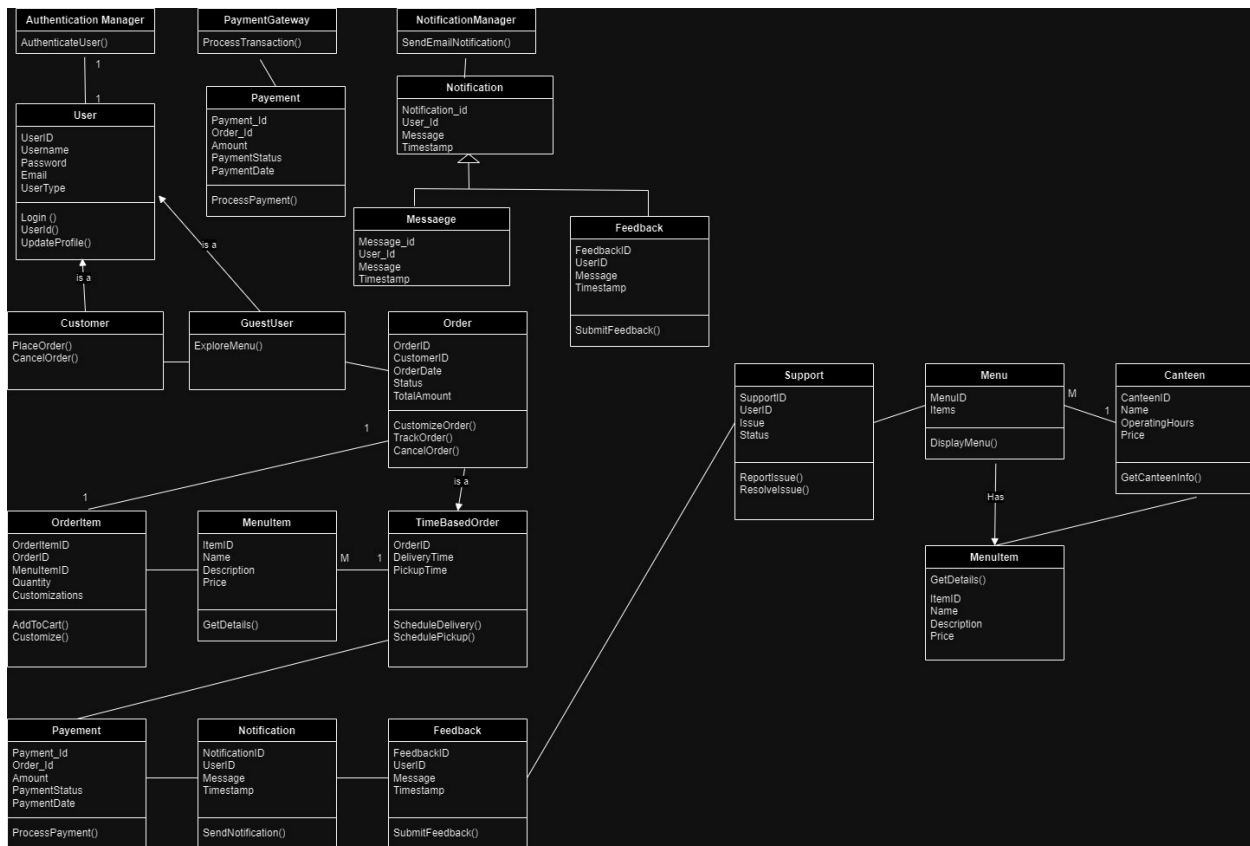 Authentication Manager
AuthenticateUser()
PaymentGateway
ProcessTransaction()
NotificationManager
SendEmailNotification()
1
1
User
UserID
Username
Password
Email
UserType
Login ()
UserId()
UpdateProfile()
Payement
Payment_Id
Order_Id
Amount
PaymentStatus
PaymentDate
ProcessPayment()
Notification
Notification_id
User_Id
Message
Timestamp
Messaege
Message_id
User_Id
Message
Timestamp
Feedback
FeedbackID
UserID
Message
Timestamp
SubmitFeedback()
is a
is a
Customer
PlaceOrder()
CancelOrder()
GuestUser
ExploreMenu()
Order
OrderID
CustomerID
OrderDate
Status
TotalAmount
CustomizeOrder()
TrackOrder()
CancelOrder()
Support
SupportID
UserID
Issue
Status
ReportIssue()
ResolveIssue()
Menu
MenuID
Items
DisplayMenu()
M
1
Canteen
CanteenID
Name
OperatingHours
Price
GetCanteenInfo()
1
1
is a
Has
OrderItem
OrderItemID
OrderID
MenuItemID
Quantity
Customizations
AddToCart()
Customize()
MenuItem
ItemID
Name
Description
Price
GetDetails()
M
1
TimeBasedOrder
OrderID
DeliveryTime
PickupTime
ScheduleDelivery()
SchedulePickup()
MenuItem
GetDetails()
ItemID
Name
Description
Price
Payement
Payment_Id
Order_Id
Amount
PaymentStatus
PaymentDate
ProcessPayment()
Notification
NotificationID
UserID
Message
Timestamp
SendNotification()
Feedback
FeedbackID
UserID
Message
Timestamp
SubmitFeedback()